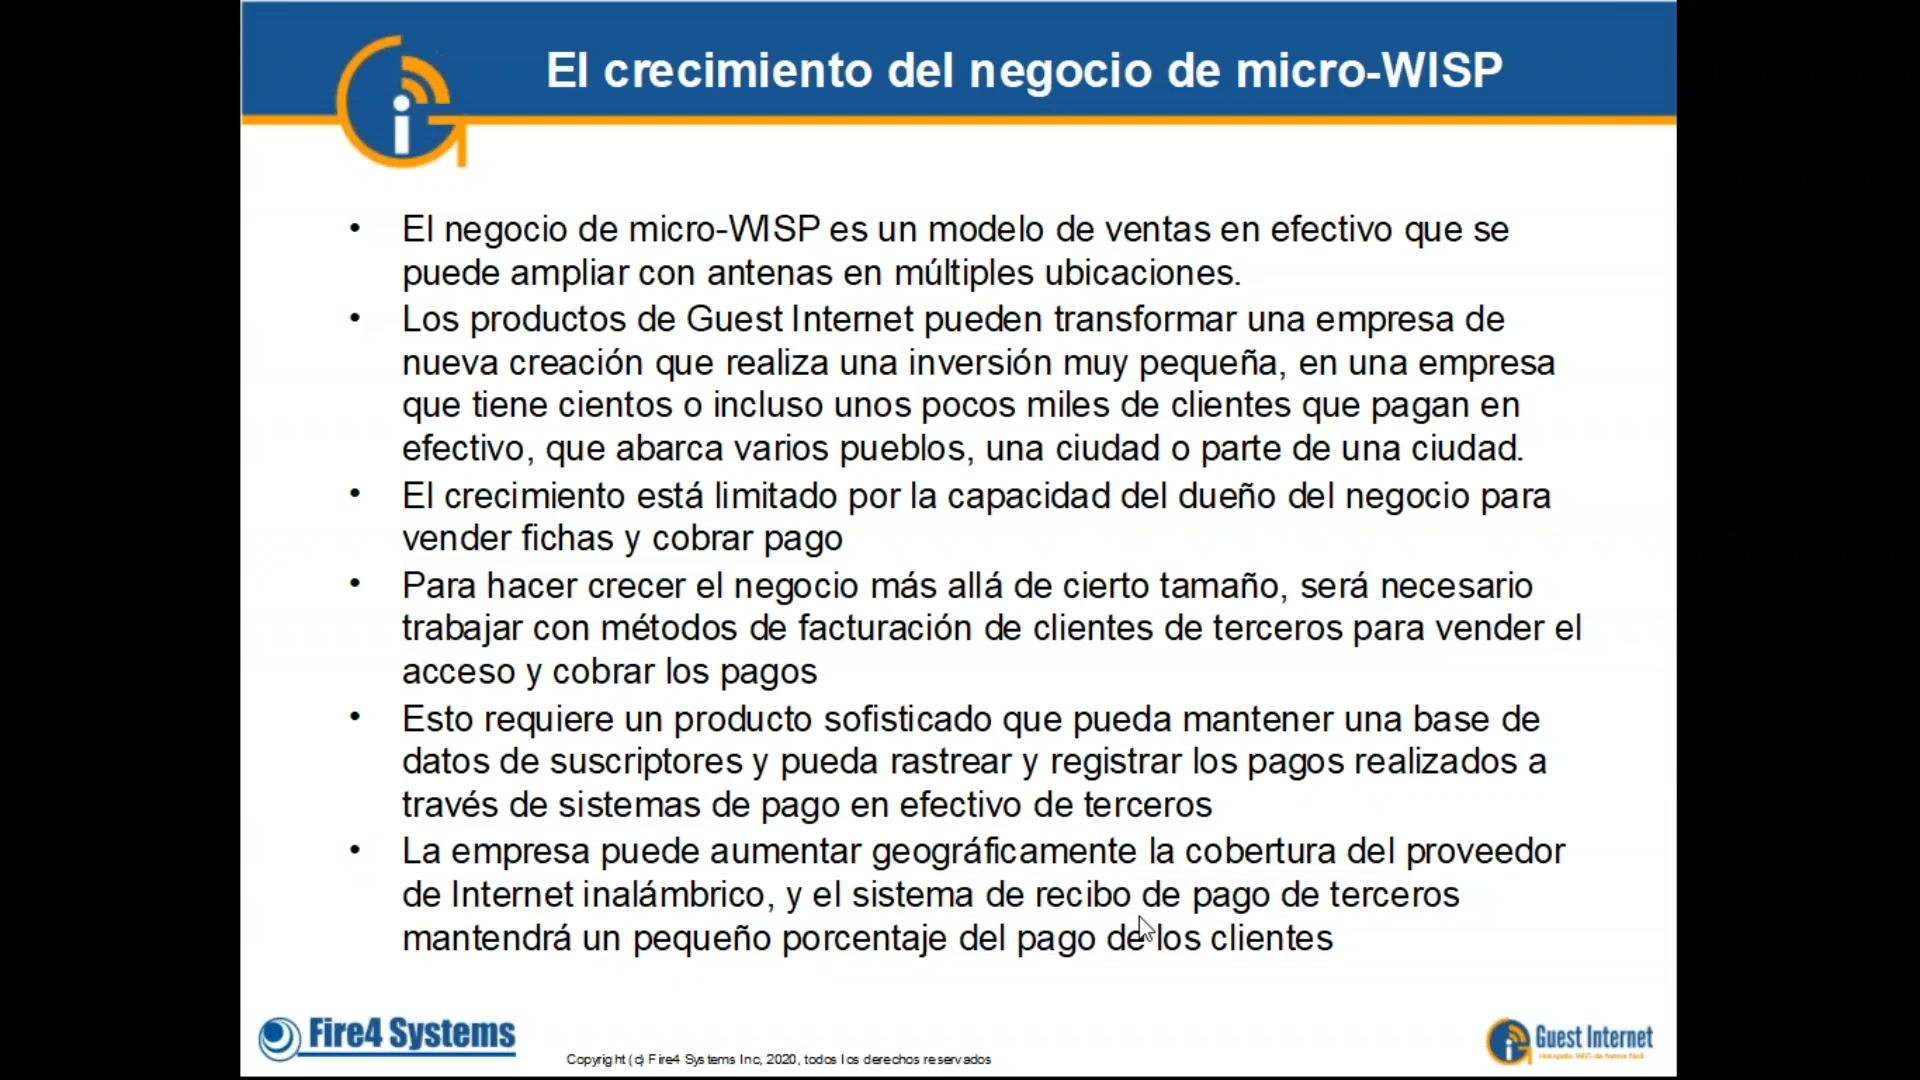 El crecimiento del negocio de micro-WISP
• El negocio de micro-WISP es un modelo de ventas en efectivo que se
puede ampliar con antenas en múltiples ubicaciones.
• Los productos de Guest Internet pueden transformar una empresa de
nueva creación que realiza una inversión muy pequeña, en una empresa
que tiene cientos o incluso unos pocos miles de clientes que pagan en
efectivo, que abarca varios pueblos, una ciudad o parte de una ciudad.
• El crecimiento está limitado por la capacidad del dueño del negocio para
vender fichas y cobrar pago
• Para hacer crecer el negocio más allá de cierto tamaño, será necesario
trabajar con métodos de facturación de clientes de terceros para vender el
acceso y cobrar los pagos
• Esto requiere un producto sofisticado que pueda mantener una base de
datos de suscriptores y pueda rastrear y registrar los pagos realizados a
través de sistemas de pago en efectivo de terceros
• La empresa puede aumentar geográficamente la cobertura del proveedor
de Internet inalámbrico, y el sistema de recibo de pago de terceros
mantendrá un pequeño porcentaje del pago de los clientes
Fire4 Systems
Copyright (c) Fire4 Systems Inc, 2020, todos los derechos reservados
Guest Internet
Hotspots WiFi de forma fácil